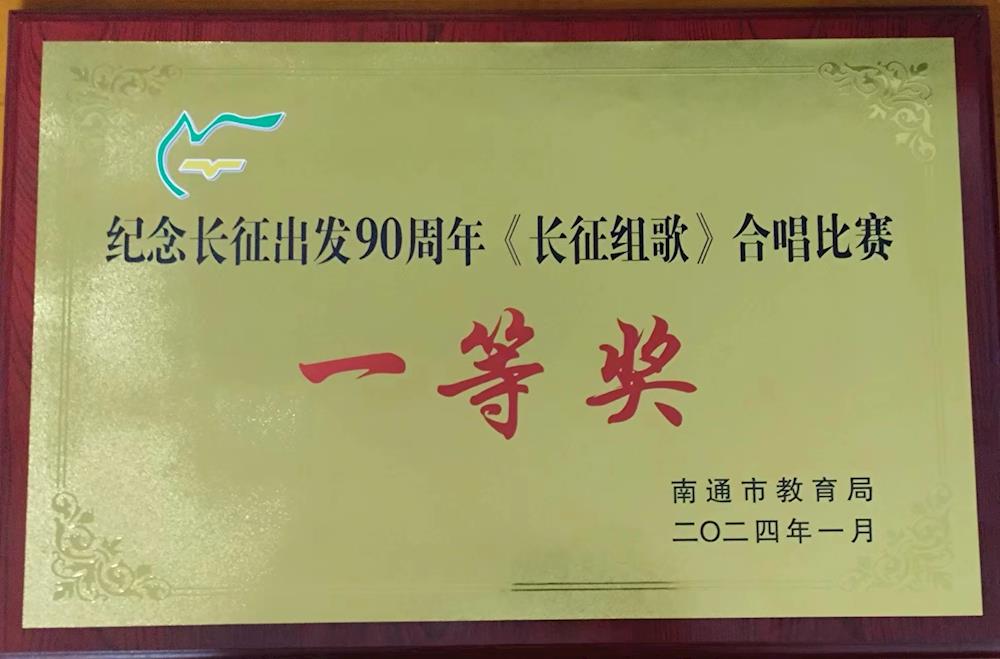 纪念长征出发90周年《长征组歌》合唱比赛
一等奖
南通市教育局
二〇二四年一月